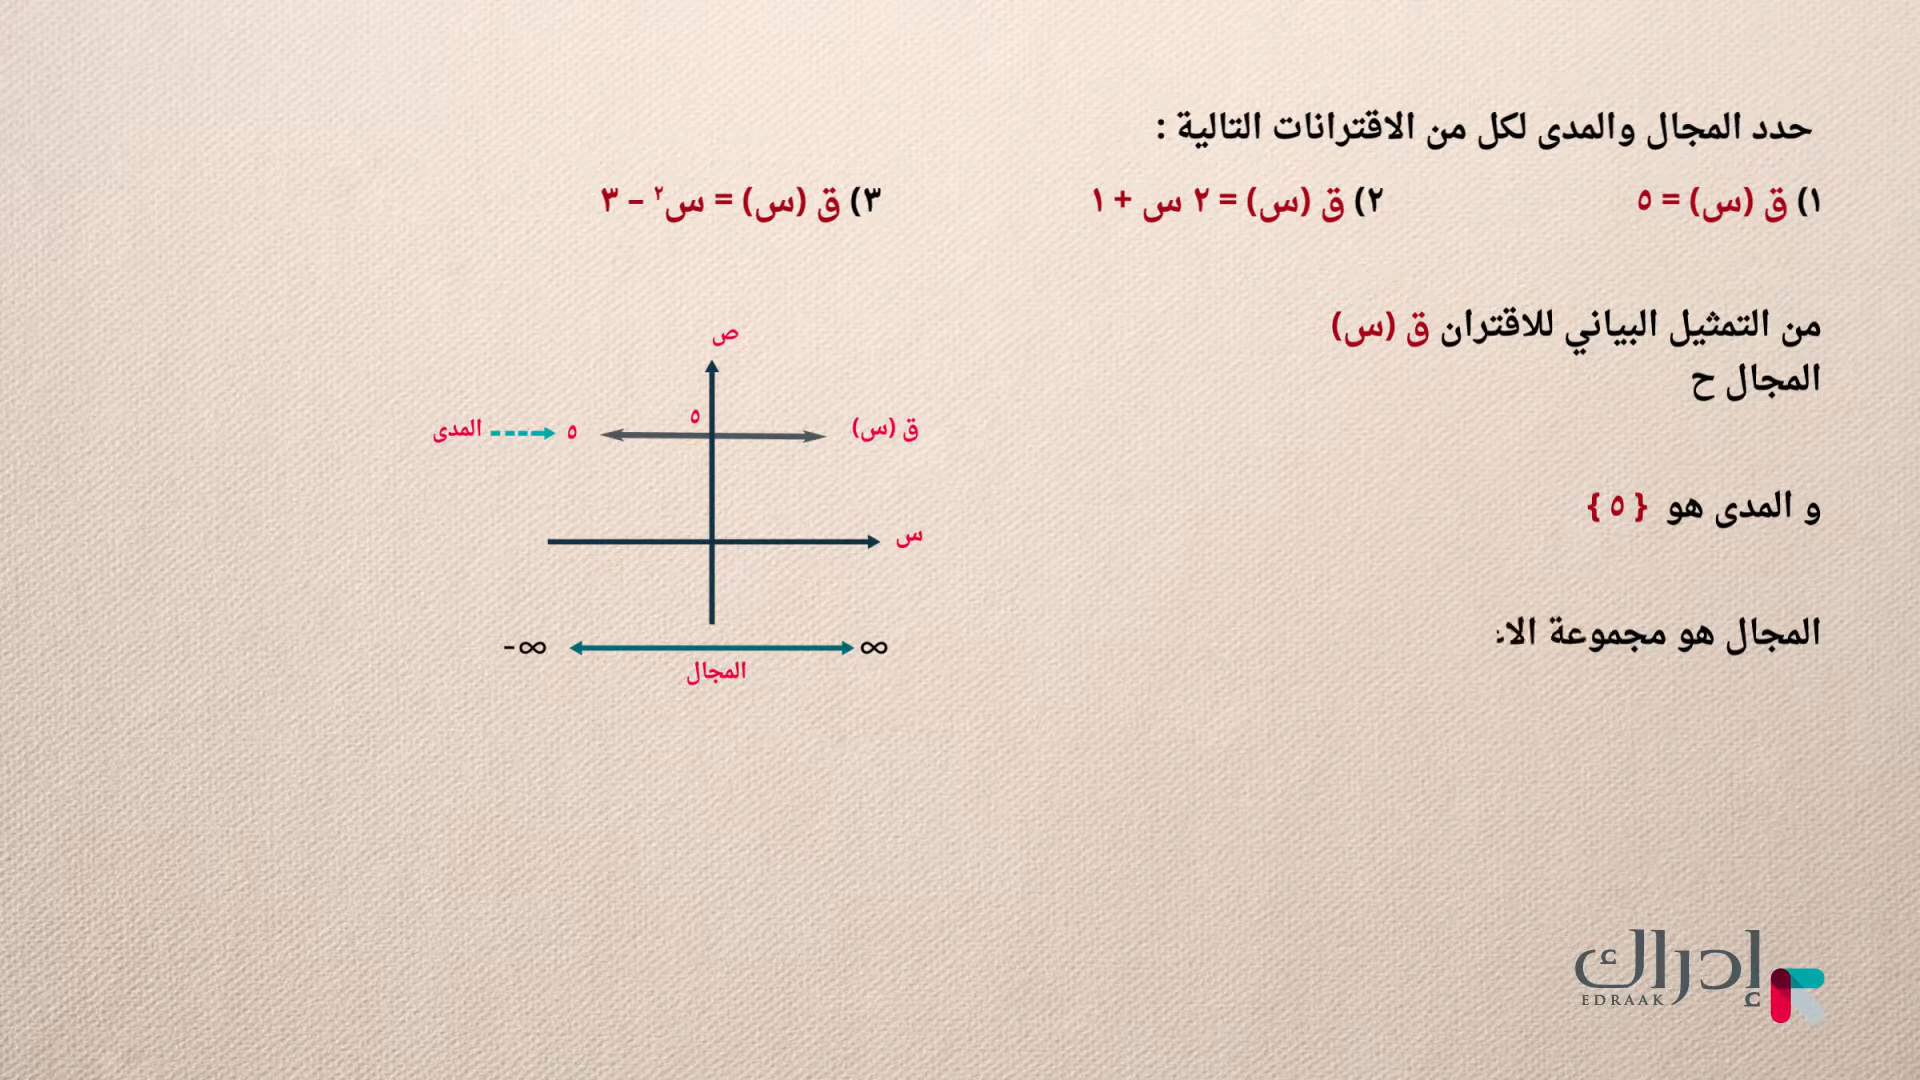 حدد المجال والمدى لكل من الاقترانات التالية :
١) ق (س) = ٥ ٢) ق (س) = ٢ س + ١ ٣) ق (س) = س٢ – ٣
من التمثيل البياني للاقتران ق (س)
المجال ح
و المدى هو { ٥ }
المجال هو مجموعة
ص
٥
ق (س)
٥
المدى
س
∞
-∞
المجال
إدراك
EDRAAK